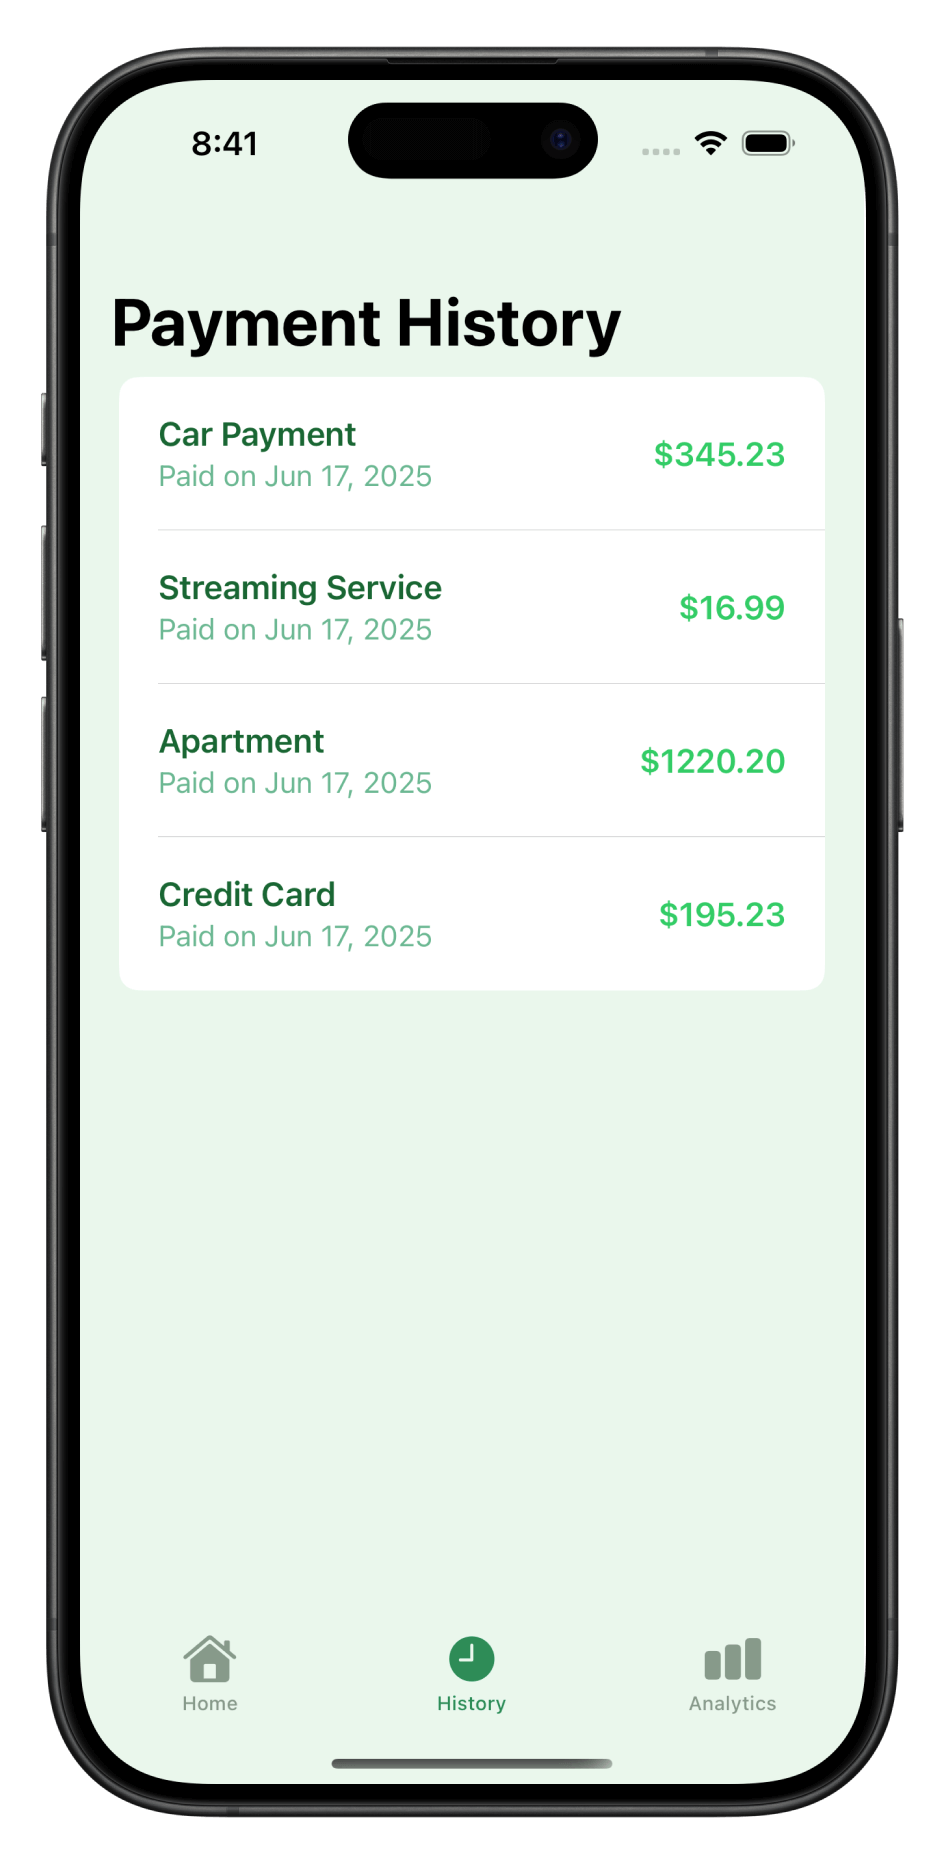 8:41
Payment History
Car Payment
Paid on Jun 17, 2025
$345.23
Streaming Service
Paid on Jun 17, 2025
$16.99
Apartment
Paid on Jun 17, 2025
$1220.20
Credit Card
Paid on Jun 17, 2025
$195.23
Home
History
Analytics